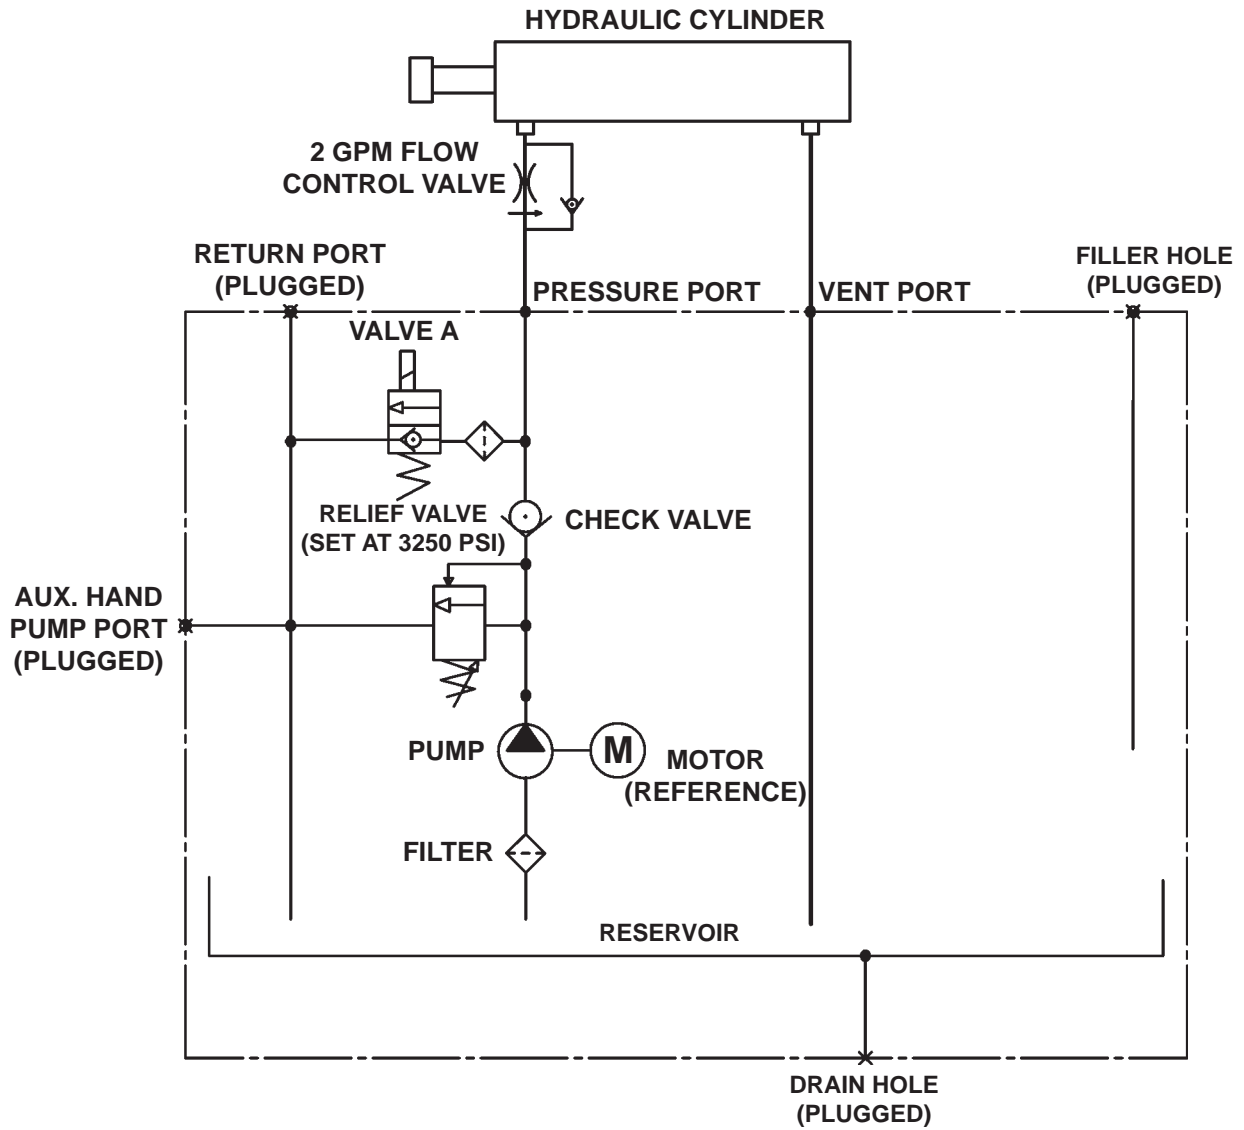 HYDRAULIC CYLINDER
2 GPM FLOW
CONTROL VALVE
RETURN PORT
(PLUGGED)
PRESSURE PORT
VENT PORT
FILLER HOLE
(PLUGGED)
VALVE A
RELIEF VALVE
(SET AT 3250 PSI)
CHECK VALVE
AUX. HAND
PUMP PORT
(PLUGGED)
PUMP
M
MOTOR
(REFERENCE)
FILTER
RESERVOIR
DRAIN HOLE
(PLUGGED)